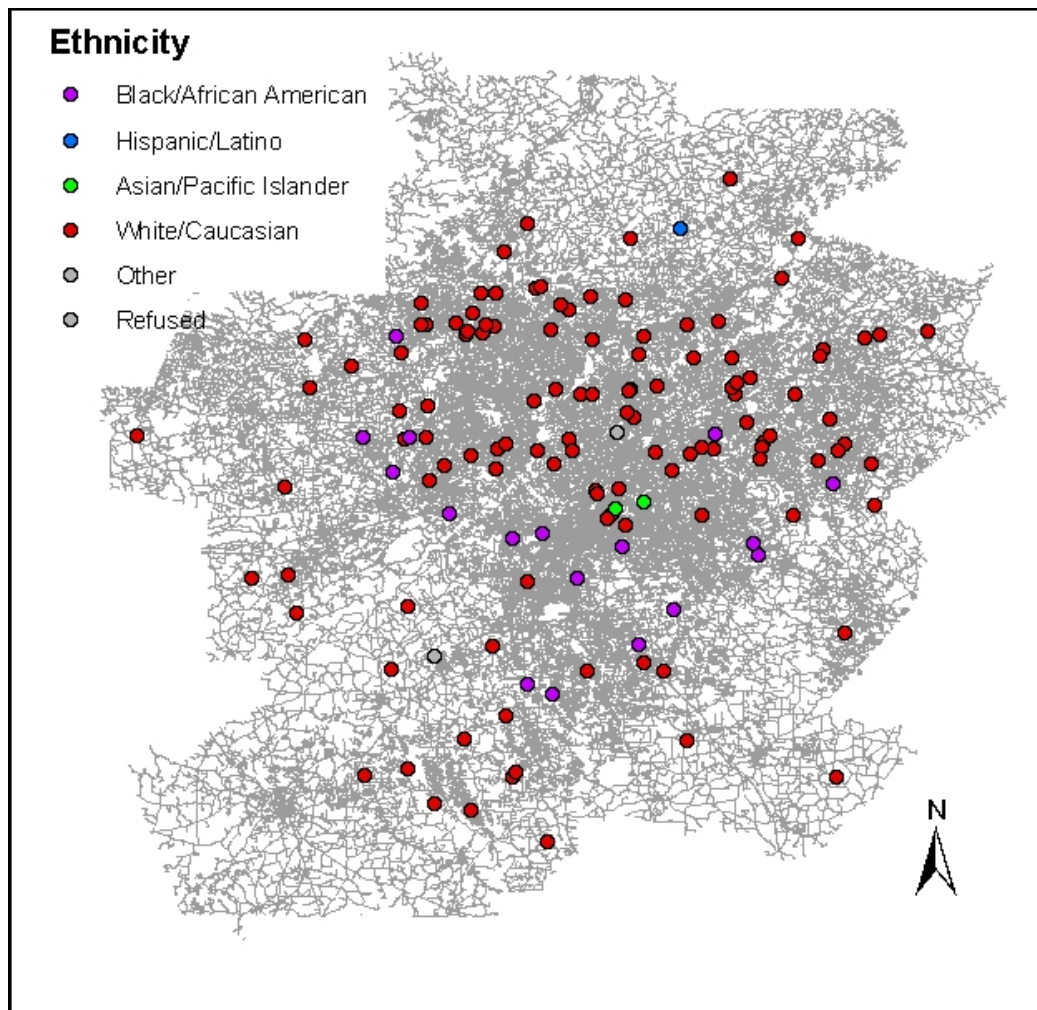 Ethnicity
Black/African American
Hispanic/Latino
Asian/Pacific Islander
White/Caucasian
Other
Refused
N